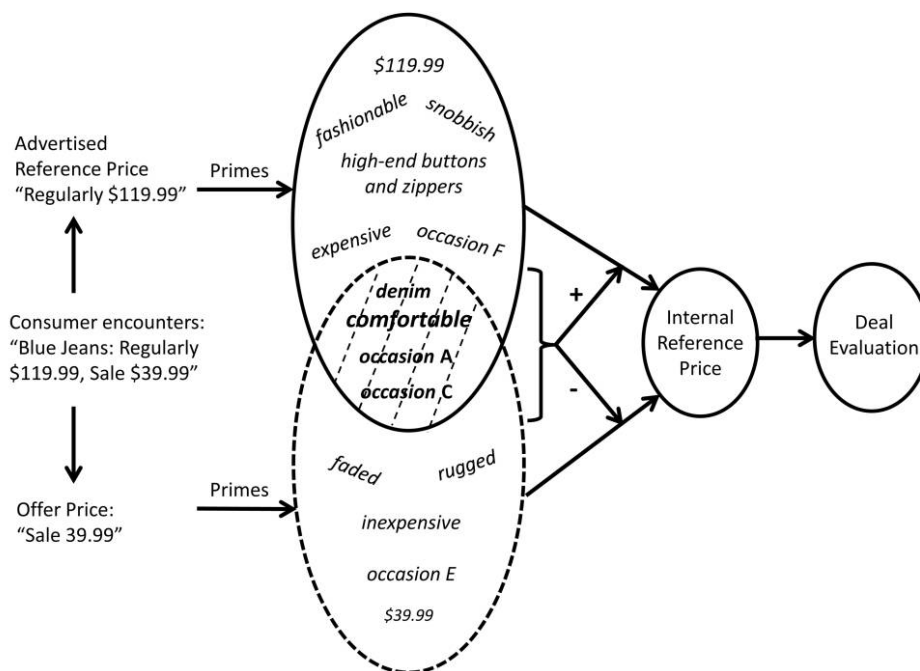 Advertised
Reference Price
“Regularly $119.99”
Primes
Consumer encounters:
“Blue Jeans: Regularly
$119.99, Sale $39.99”
Offer Price:
“Sale 39.99”
Primes
$119.99
fashionable
snobbish
high-end buttons
and zippers
expensive
occasion F
denim
comfortable
occasion A
occasion C
faded
rugged
inexpensive
occasion E
$39.99
+
-
Internal
Reference
Price
Deal
Evaluation